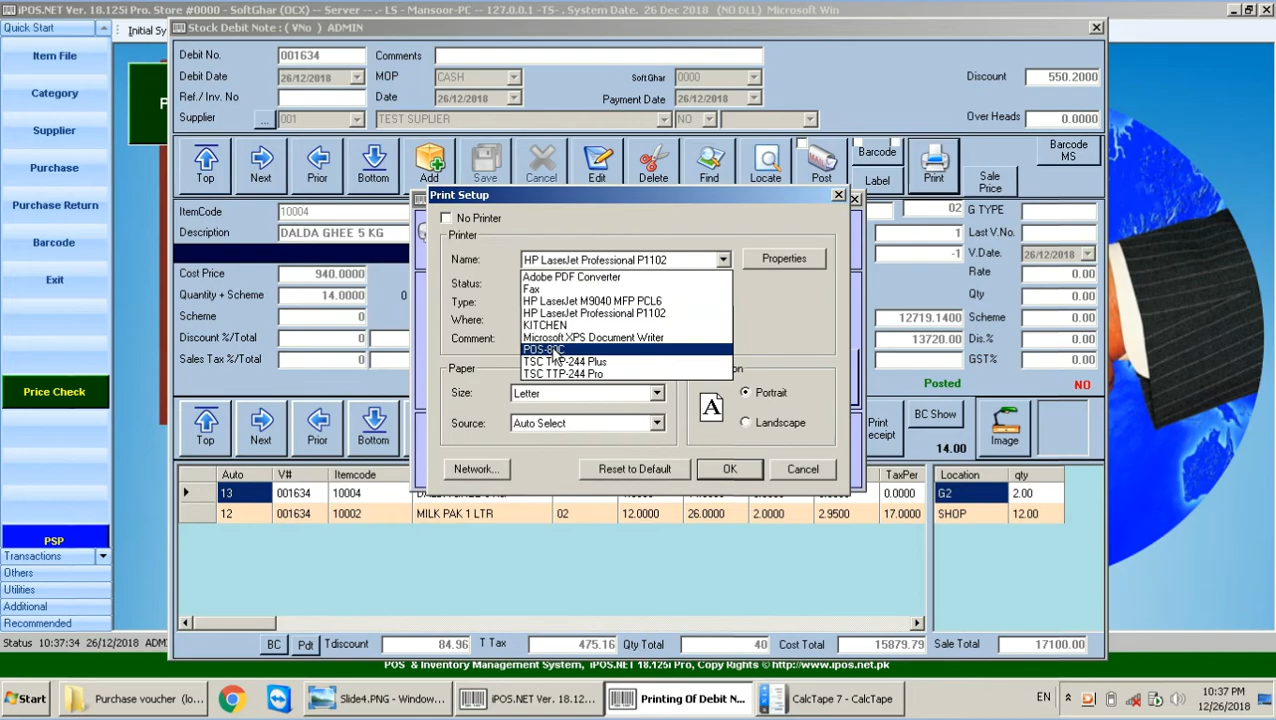 iPOS.NET Ver. 18.125i Pro. Store #0000 - SoftGhar (OCX) -- Server -- .- LS - Mansoor-PC -- 127.0.0.1 -TS- . System Date. 26 Dec 2018 (NO DLL) Microsoft Win
Quick Start
Initial Sy
Stock Debit Note : ( VNo ) ADMIN
Item File
Category
Supplier
Purchase
Purchase Return
Barcode
Exit
Price Check
PSP
Transactions
Others
Utilities
Additional
Recommended
Debit No. 001634 Comments
Debit Date 26/12/2018 MOP CASH SoftGhar 0000 Discount 550.2000
Ref./ Inv. No Date 26/12/2018 Payment Date 26/12/2018
Supplier ... 001 TEST SUPLIER NO Over Heads 0.0000
Top Next Prior Bottom Add Save Cancel Edit Delete Find Locate Post Barcode Label Print Sale Price Barcode MS
ItemCode 10004 02 G TYPE
Description DALDA GHEE 5 KG 1 Last V.No.
-1 V.Date. 26/12/2018
Cost Price 940.0000 Rate 0.00
Quantity + Scheme 14.0000 0 Qty 0.00
Scheme 0 12719.1400 Scheme 0.00
Discount %/Total 0 13720.00 Discount 0.00
Sales Tax %/Total 0 GST% 0.00
Posted NO
Print Setup
No Printer
Printer
Name: HP LaserJet Professional P1102 Properties
Status: Adobe PDF Converter
Fax
Type: HP LaserJet M9040 MFP PCL6
HP LaserJet Professional P1102
Where: KITCHEN
Comment: Microsoft XPS Document Writer
POS-80C
TSC TTP-244 Plus
TSC TTP-244 Pro
Paper
Size: Letter Portrait
Source: Auto Select A Landscape
Network... Reset to Default OK Cancel
Top Next Prior Bottom Print BC Show Image
14.00
Auto V# Itemcode TaxPer Location qty
13 001634 10004 0.0000 G2 2.00
12 001634 10002 MILK PAK 1 LTR 02 12.0000 26.0000 2.0000 2.9500 17.0000 SHOP 12.00
BC Pdt Tdiscount 84.96 T Tax 475.16 Qty Total 40 Cost Total 15879.79 Sale Total 17100.00
Status 10:37:34 26/12/2018
POS & Inventory Management System, iPOS.NET 18.125i Pro, Copy Rights © http://www.ipos.net.pk
Start Purchase voucher (lo... Slide4.PNG - Window... iPOS.NET Ver. 18.12... Printing Of Debit N... CalcTape 7 - CalcTape EN 10:37 PM
12/26/2018